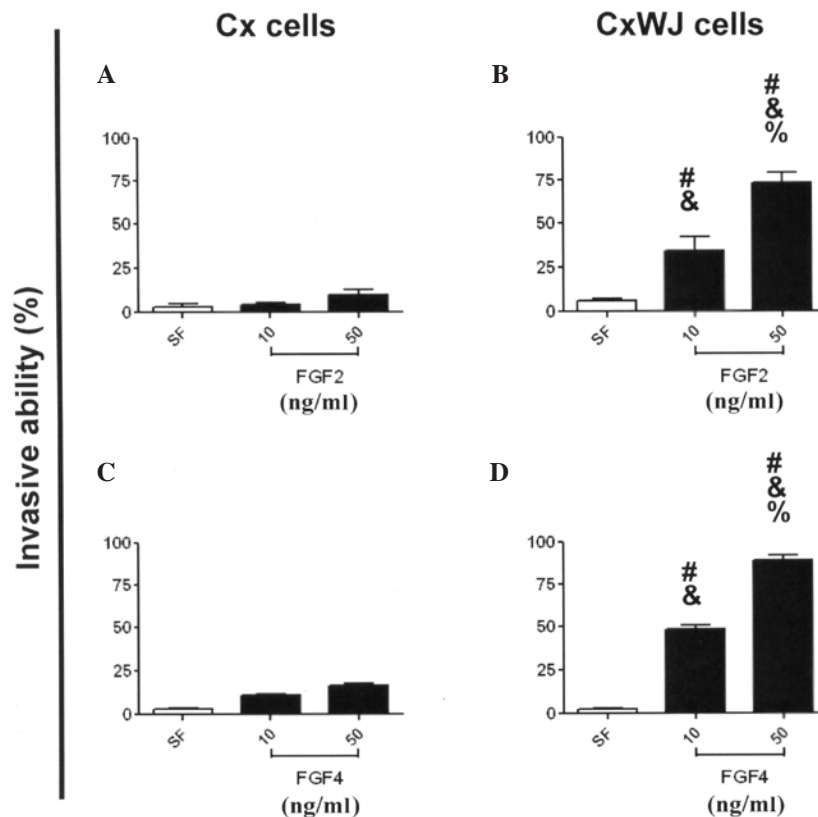 Cx cells
CxWJ cells
Invasive ability (%)
A
100
75
50
25
0
SF
10
50
FGF2
(ng/ml)
B
#
&
#
&
%
100
75
50
25
0
SF
10
50
FGF2
(ng/ml)
C
100
75
50
25
0
SF
10
50
FGF4
(ng/ml)
D
#
&
#
&
%
100
75
50
25
0
SF
10
50
FGF4
(ng/ml)